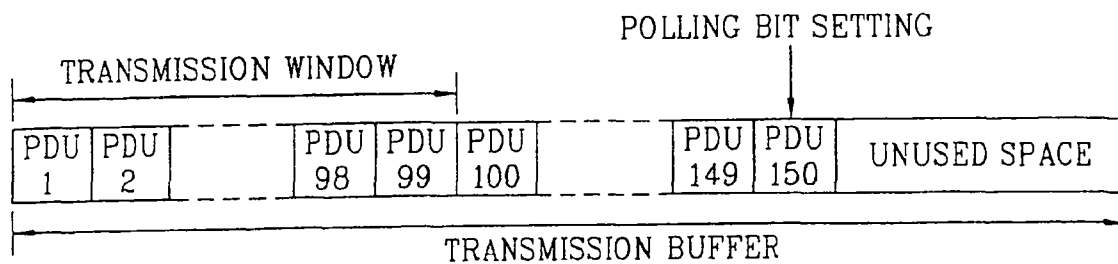 POLLING BIT SETTING
TRANSMISSION WINDOW
PDU 1
PDU 2
PDU 98
PDU 99
PDU 100
PDU 149
PDU 150
UNUSED SPACE
TRANSMISSION BUFFER